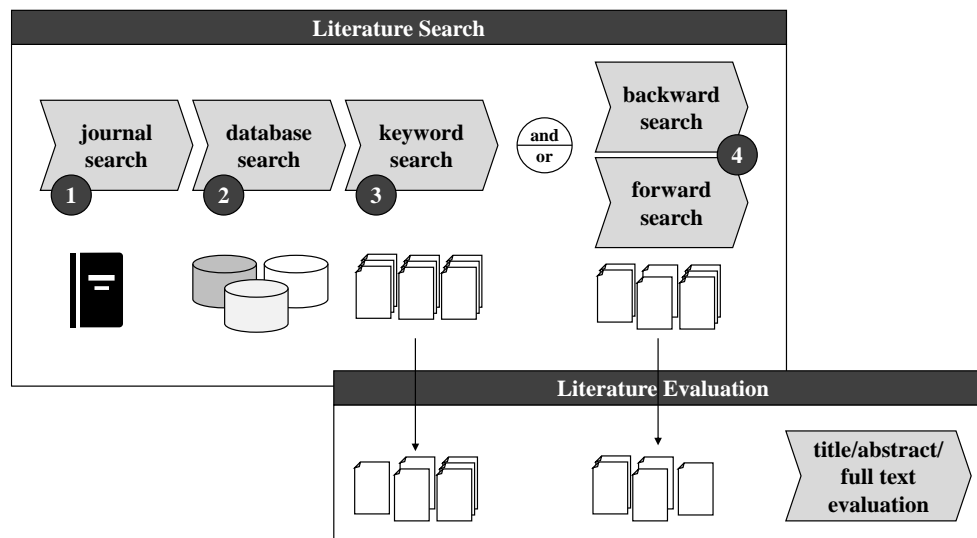 Literature Search
journal
search
1
database
search
2
keyword
search
3
and
or
backward
search
4
forward
search
Literature Evaluation
title/abstract/
full text
evaluation